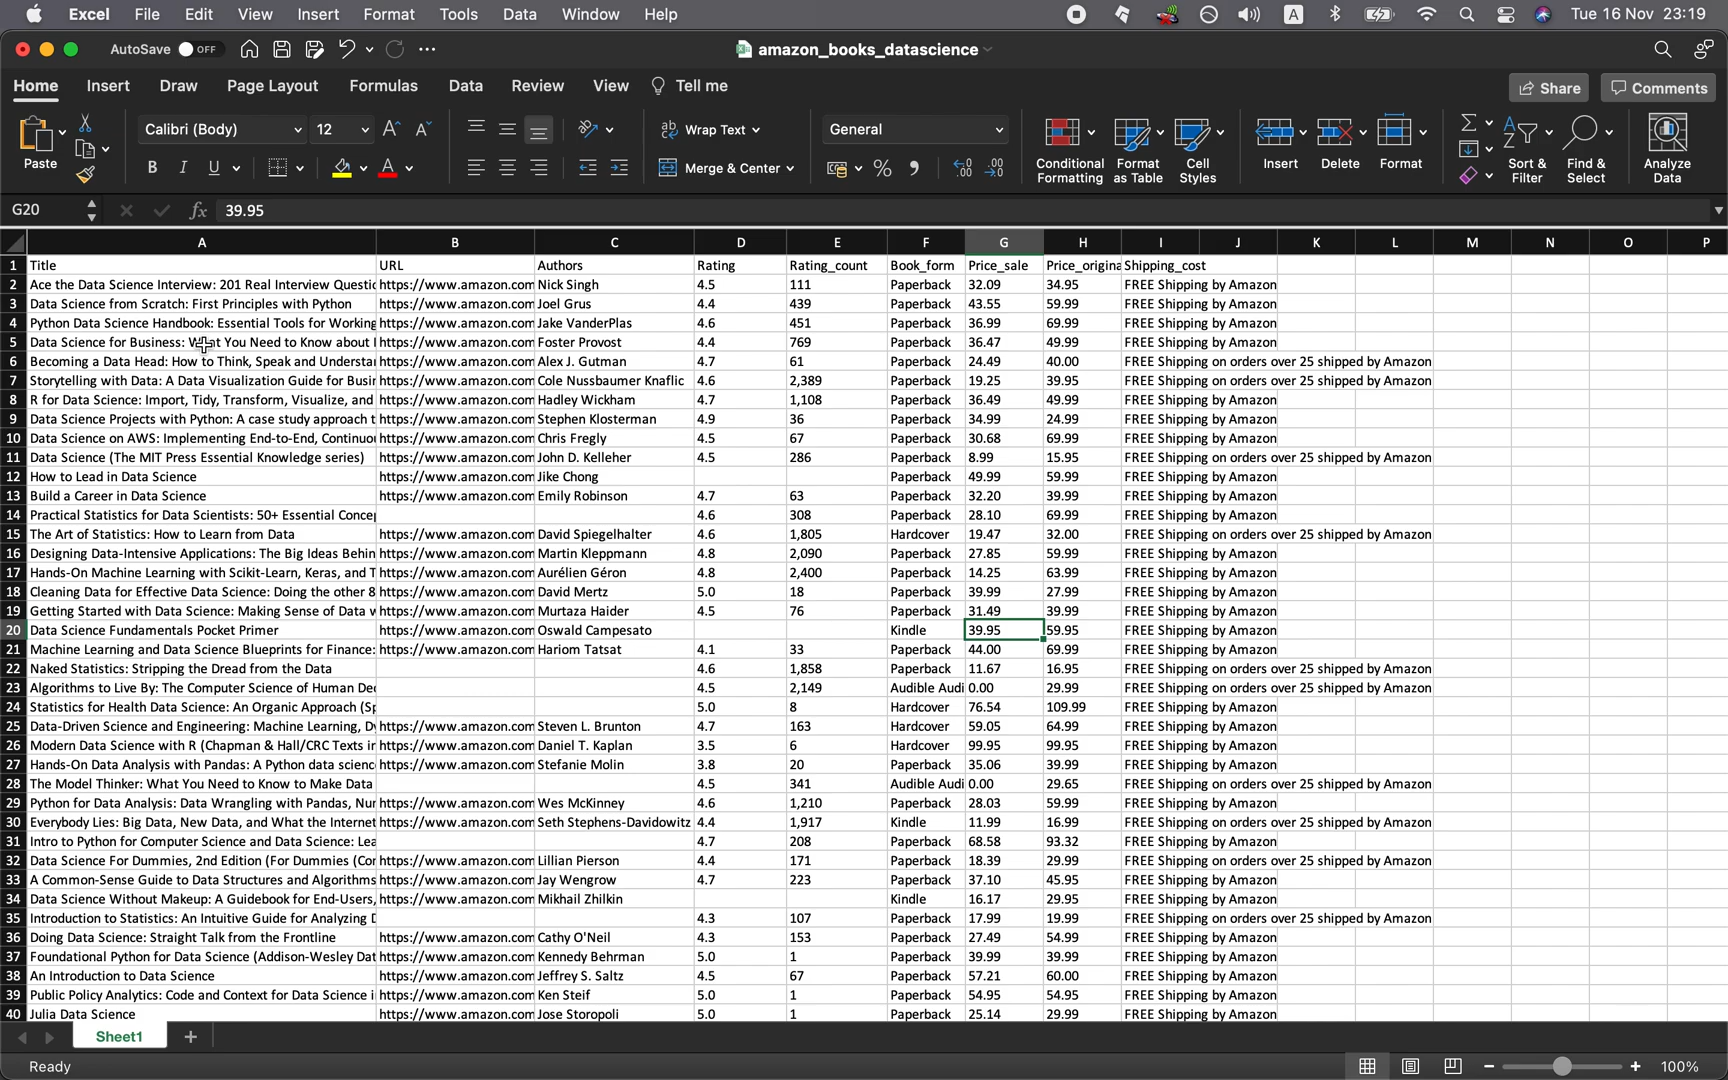 Excel File Edit View Insert Format Tools Data Window Help A Tue 16 Nov 23:19
AutoSave OFF amazon_books_datascience
Home Insert Draw Page Layout Formulas Data Review View Tell me Share Comments
Paste Calibri (Body) 12 A A ab Wrap Text General Conditional Formatting Format as Table Cell Styles Insert Delete Format Sort & Filter Find & Select Analyze Data
B I U A Merge & Center %
G20 fx 39.95
A B C D E F G H I J K L M N O P
1 Title URL Authors Rating Rating_count Book_form Price_sale Price_origina Shipping_cost
2 Ace the Data Science Interview: 201 Real Interview Questic https://www.amazon.com Nick Singh 4.5 111 Paperback 32.09 34.95 FREE Shipping by Amazon
3 Data Science from Scratch: First Principles with Python https://www.amazon.com Joel Grus 4.4 439 Paperback 43.55 59.99 FREE Shipping by Amazon
4 Python Data Science Handbook: Essential Tools for Working https://www.amazon.com Jake VanderPlas 4.6 451 Paperback 36.99 69.99 FREE Shipping by Amazon
5 Data Science for Business: What You Need to Know about https://www.amazon.com Foster Provost 4.4 769 Paperback 36.47 49.99 FREE Shipping by Amazon
6 Becoming a Data Head: How to Think, Speak and Understa https://www.amazon.com Alex J. Gutman 4.7 61 Paperback 24.49 40.00 FREE Shipping on orders over 25 shipped by Amazon
7 Storytelling with Data: A Data Visualization Guide for Busi https://www.amazon.com Cole Nussbaumer Knaflic 4.6 2,389 Paperback 19.25 39.95 FREE Shipping on orders over 25 shipped by Amazon
8 R for Data Science: Import, Tidy, Transform, Visualize, and https://www.amazon.com Hadley Wickham 4.7 1,108 Paperback 36.49 49.99 FREE Shipping by Amazon
9 Data Science Projects with Python: A case study approach t https://www.amazon.com Stephen Klosterman 4.9 36 Paperback 34.99 24.99 FREE Shipping by Amazon
10 Data Science on AWS: Implementing End-to-End, Continuo https://www.amazon.com Chris Fregly 4.5 67 Paperback 30.68 69.99 FREE Shipping by Amazon
11 Data Science (The MIT Press Essential Knowledge series) https://www.amazon.com John D. Kelleher 4.5 286 Paperback 8.99 15.95 FREE Shipping on orders over 25 shipped by Amazon
12 How to Lead in Data Science https://www.amazon.com Jike Chong Paperback 49.99 59.99 FREE Shipping by Amazon
13 Build a Career in Data Science https://www.amazon.com Emily Robinson 4.7 63 Paperback 32.20 39.99 FREE Shipping by Amazon
14 Practical Statistics for Data Scientists: 50+ Essential Conce 4.6 308 Paperback 28.10 69.99 FREE Shipping by Amazon
15 The Art of Statistics: How to Learn from Data https://www.amazon.com David Spiegelhalter 4.6 1,805 Hardcover 19.47 32.00 FREE Shipping on orders over 25 shipped by Amazon
16 Designing Data-Intensive Applications: The Big Ideas Behin https://www.amazon.com Martin Kleppmann 4.8 2,090 Paperback 27.85 59.99 FREE Shipping by Amazon
17 Hands-On Machine Learning with Scikit-Learn, Keras, and T https://www.amazon.com Aurélien Géron 4.8 2,400 Paperback 14.25 63.99 FREE Shipping by Amazon
18 Cleaning Data for Effective Data Science: Doing the other 8 https://www.amazon.com David Mertz 5.0 18 Paperback 39.99 27.99 FREE Shipping by Amazon
19 Getting Started with Data Science: Making Sense of Data w https://www.amazon.com Murtaza Haider 4.5 76 Paperback 31.49 39.99 FREE Shipping by Amazon
20 Data Science Fundamentals Pocket Primer https://www.amazon.com Oswald Campesato Kindle 39.95 59.95 FREE Shipping by Amazon
21 Machine Learning and Data Science Blueprints for Finance: https://www.amazon.com Hariom Tatsat 4.1 33 Paperback 44.00 69.99 FREE Shipping by Amazon
22 Naked Statistics: Stripping the Dread from the Data 4.6 1,858 Paperback 11.67 16.95 FREE Shipping on orders over 25 shipped by Amazon
23 Algorithms to Live By: The Computer Science of Human De 4.5 2,149 Audible Audi 0.00 29.99 FREE Shipping on orders over 25 shipped by Amazon
24 Statistics for Health Data Science: An Organic Approach (Sp 5.0 8 Hardcover 76.54 109.99 FREE Shipping by Amazon
25 Data-Driven Science and Engineering: Machine Learning, Dy https://www.amazon.com Steven L. Brunton 4.7 163 Hardcover 59.05 64.99 FREE Shipping by Amazon
26 Modern Data Science with R (Chapman & Hall/CRC Texts in https://www.amazon.com Daniel T. Kaplan 3.5 6 Hardcover 99.95 99.95 FREE Shipping by Amazon
27 Hands-On Data Analysis with Pandas: A Python data scienc https://www.amazon.com Stefanie Molin 3.8 20 Paperback 35.06 39.99 FREE Shipping by Amazon
28 The Model Thinker: What You Need to Know to Make Data 4.5 341 Audible Audi 0.00 29.65 FREE Shipping on orders over 25 shipped by Amazon
29 Python for Data Analysis: Data Wrangling with Pandas, Nu https://www.amazon.com Wes McKinney 4.6 1,210 Paperback 28.03 59.99 FREE Shipping by Amazon
30 Everybody Lies: Big Data, New Data, and What the Internet https://www.amazon.com Seth Stephens-Davidowitz 4.4 1,917 Kindle 11.99 16.99 FREE Shipping on orders over 25 shipped by Amazon
31 Intro to Python for Computer Science and Data Science: Lea 4.7 208 Paperback 68.58 93.32 FREE Shipping by Amazon
32 Data Science For Dummies, 2nd Edition (For Dummies (Co https://www.amazon.com Lillian Pierson 4.4 171 Paperback 18.39 29.99 FREE Shipping on orders over 25 shipped by Amazon
33 A Common-Sense Guide to Data Structures and Algorithms https://www.amazon.com Jay Wengrow 4.7 223 Paperback 37.10 45.95 FREE Shipping by Amazon
34 Data Science Without Makeup: A Guidebook for End-Users, https://www.amazon.com Mikhail Zhilkin Kindle 16.17 29.95 FREE Shipping by Amazon
35 Introduction to Statistics: An Intuitive Guide for Analyzing D 4.3 107 Paperback 17.99 19.99 FREE Shipping on orders over 25 shipped by Amazon
36 Doing Data Science: Straight Talk from the Frontline https://www.amazon.com Cathy O'Neil 4.3 153 Paperback 27.49 54.99 FREE Shipping by Amazon
37 Foundational Python for Data Science (Addison-Wesley Dat https://www.amazon.com Kennedy Behrman 5.0 1 Paperback 39.99 39.99 FREE Shipping by Amazon
38 An Introduction to Data Science https://www.amazon.com Jeffrey S. Saltz 4.5 67 Paperback 57.21 60.00 FREE Shipping by Amazon
39 Public Policy Analytics: Code and Context for Data Science i https://www.amazon.com Ken Steif 5.0 1 Paperback 54.95 54.95 FREE Shipping by Amazon
40 Julia Data Science https://www.amazon.com Jose Storopoli 5.0 1 Paperback 25.14 29.99 FREE Shipping by Amazon
Sheet1
Ready 100%